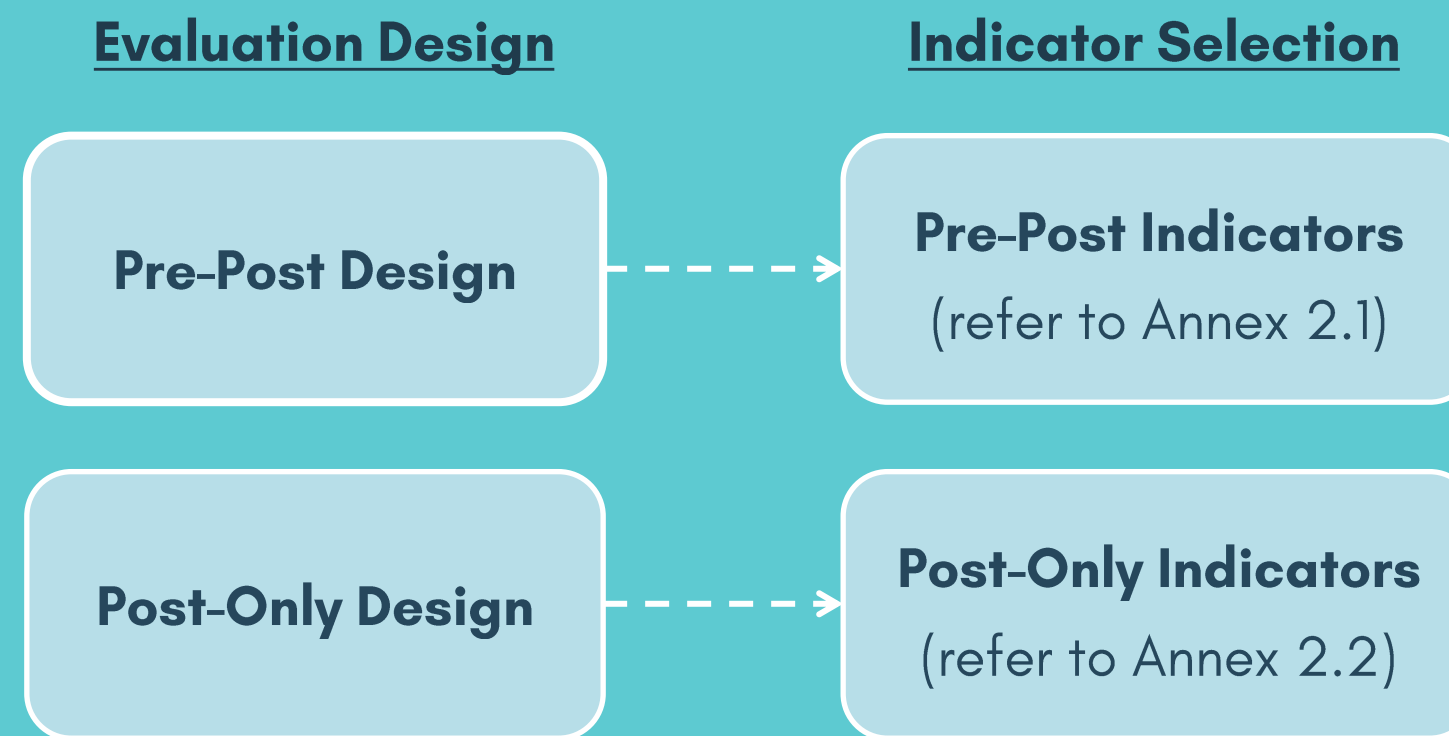 Evaluation Design
Indicator Selection
Pre-Post Design
Pre-Post Indicators
(refer to Annex 2.1)
Post-Only Design
Post-Only Indicators
(refer to Annex 2.2)